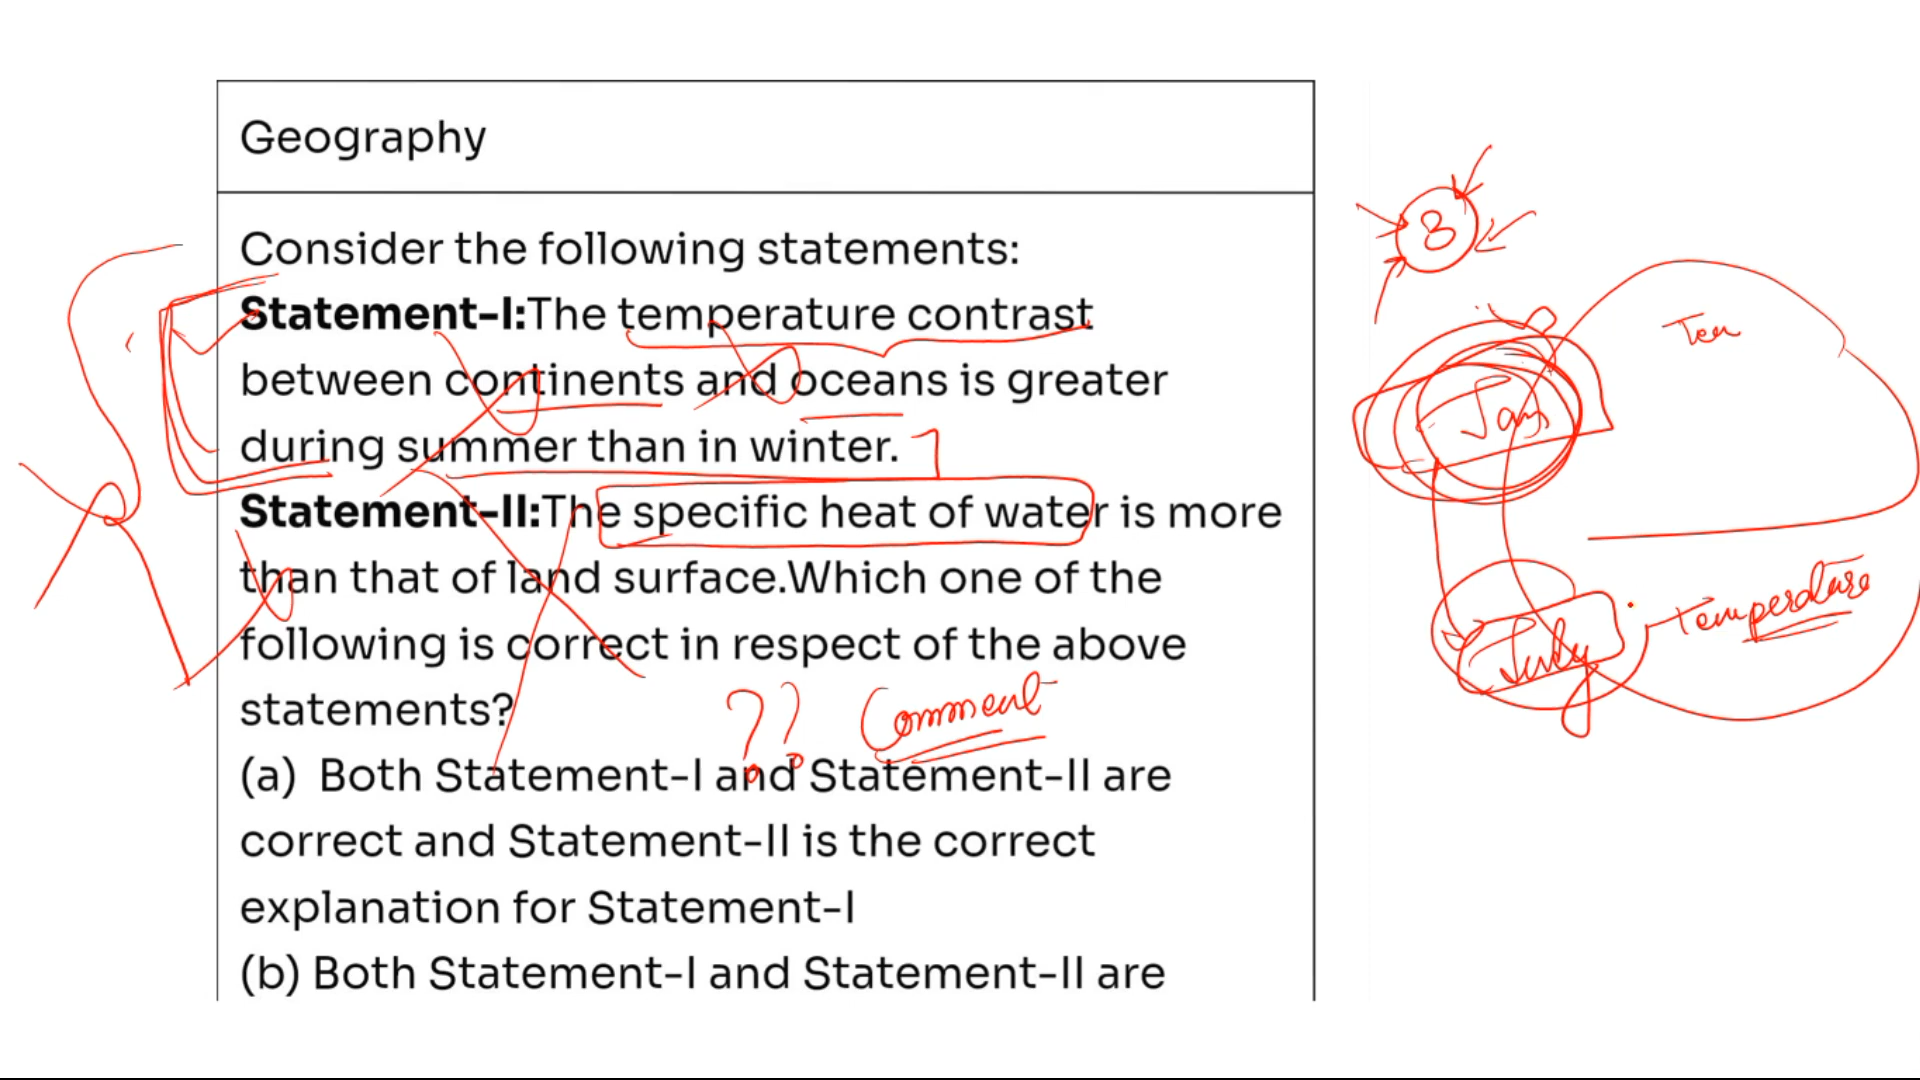 Geography
Consider the following statements:
Statement-I:The temperature contrast
between continents and oceans is greater
during summer than in winter.
Statement-II:The specific heat of water is more
than that of land surface.Which one of the
following is correct in respect of the above
statements?
?? Comment
(a) Both Statement-I and Statement-II are
correct and Statement-II is the correct
explanation for Statement-I
(b) Both Statement-I and Statement-II are
Jan
July
Temperature